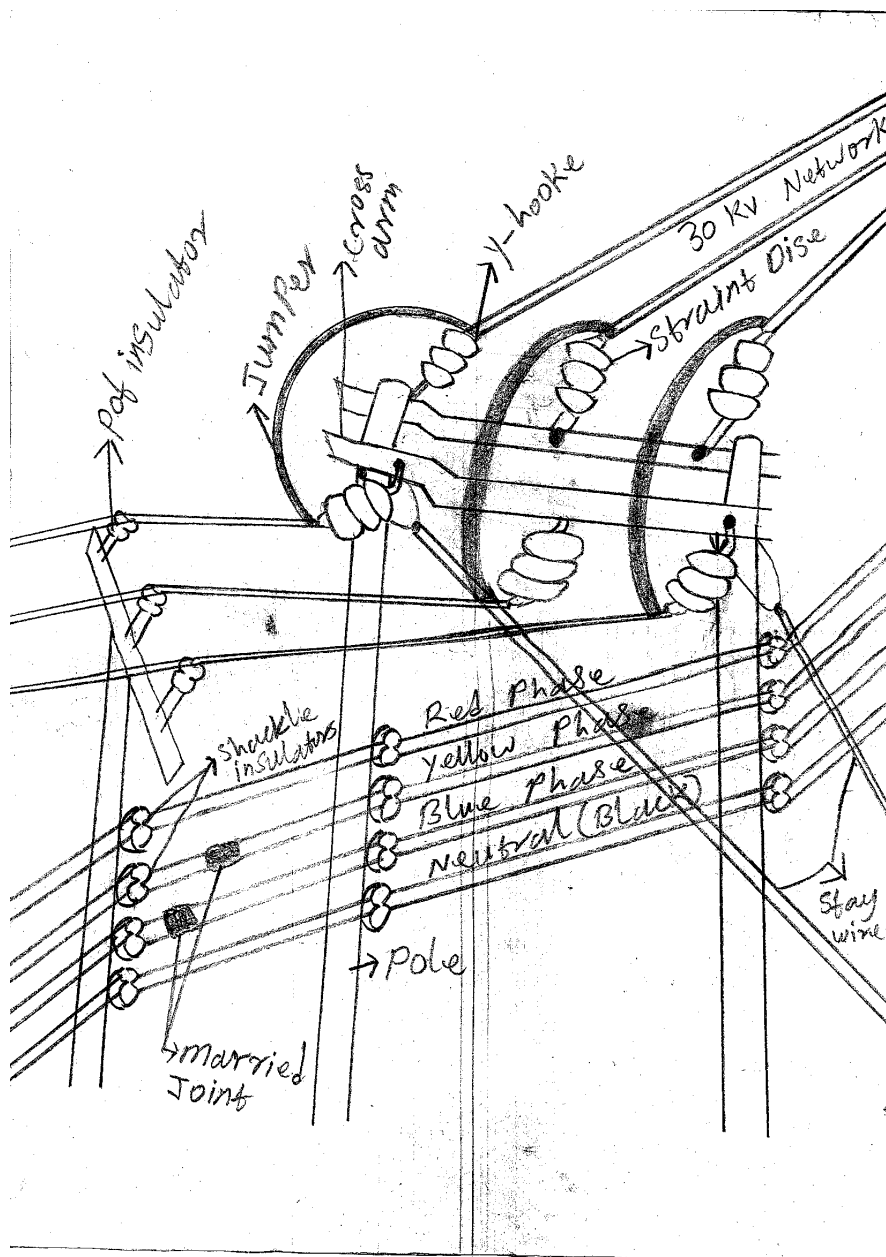 30 KV Network
Y-hooke
Cross
arm
Straint Disc
Jumper
Pot insulator
Red Phase
Shackle
insulators
Yellow Phase
Blue Phase
Neutral (Black)
Stay
wire
Pole
married
Joint